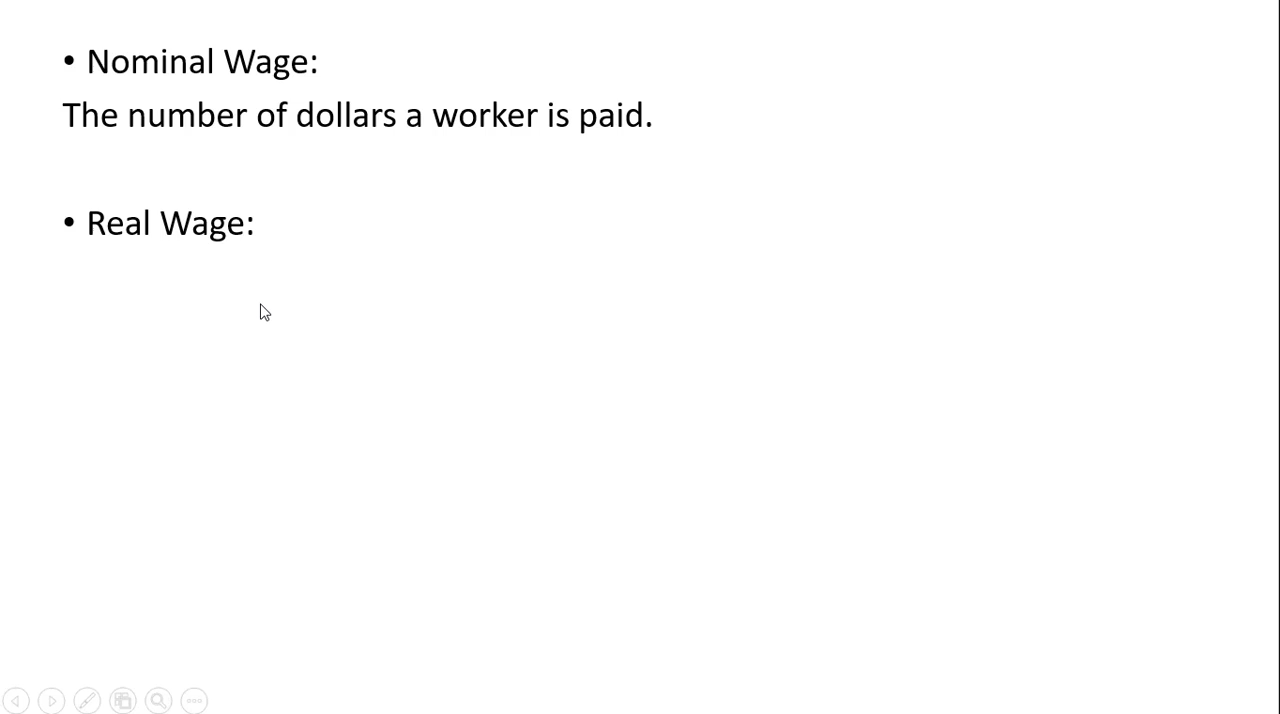 • Nominal Wage:
The number of dollars a worker is paid.
• Real Wage: